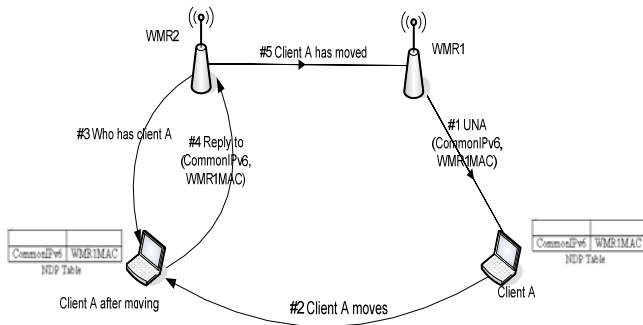 WMR2
WMR1
#5 Client A has moved
#3 Who has client A
#4 Reply to
(CommonIPv6,
WMR1MAC)
#1 UNA
(CommonIPv6,
WMR1MAC)
CommonIPv6 WMR1MAC
NDP Table
CommonIPv6 WMR1MAC
NDP Table
Client A after moving
#2 Client A moves
Client A